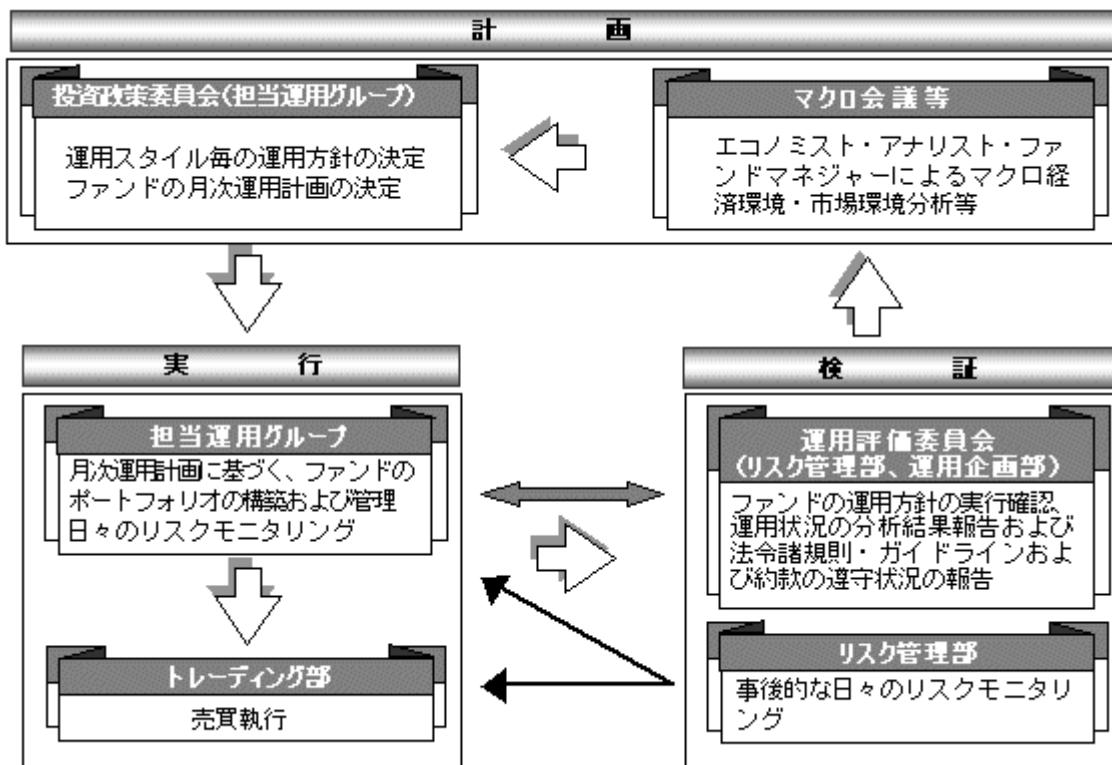 計画
投資政策委員会(担当運用グループ)
運用スタイル毎の運用方針の決定
ファンドの月次運用計画の決定
マクロ会議等
エコノミスト・アナリスト・ファ
ンドマネジャーによるマクロ経
済環境・市場環境分析等
実行
担当運用グループ
月次運用計画に基づく、ファンドの
ポートフォリオの構築および管理
日々のリスクモニタリング
トレーディング部
売買執行
検証
運用評価委員会
(リスク管理部、運用企画部)
ファンドの運用方針の実行確認、
運用状況の分析結果報告および
法令諸規則・ガイドラインおよ
び約款の遵守状況の報告
リスク管理部
事後的な日々のリスクモニタリ
ング